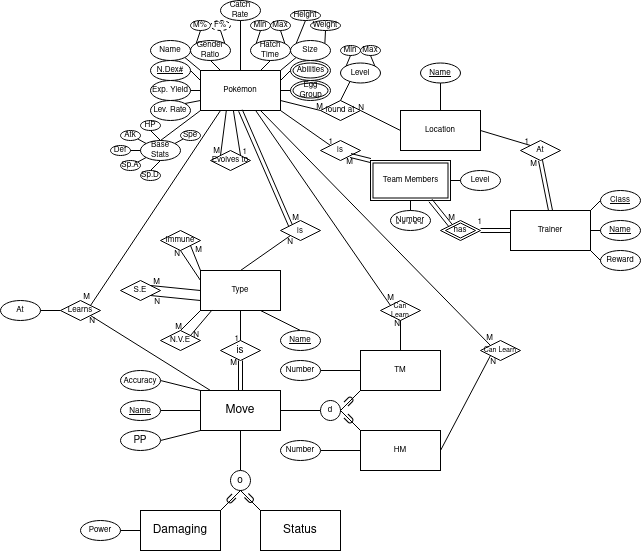 Catch
Rate
M% F%
Min Max
Height
Weight
Name
Gender
Ratio
Hatch
Time
Size
Min Max
N.Dex#
Abilities
Level
Name
Exp. Yield
Pokémon
Egg
Group
Lev. Rate
M found at N
HP
Atk
Spe
Base
Stats
Def
Sp.A
Sp.D
M 1
Evolves to
1
is
M
Location
1
At
M
Team Members
Level
Number
M
has
1
Trainer
Class
Name
Reward
M
is
N
Immune
M
N
S.E
M
N
Type
N.V.E
M
N
Name
At
M
Learns
N
1
is
M
M
Can
Learn
N
M
Can Learn
N
Accuracy
Name
PP
Move
d
Number
TM
Number
HM
o
Power
Damaging
Status